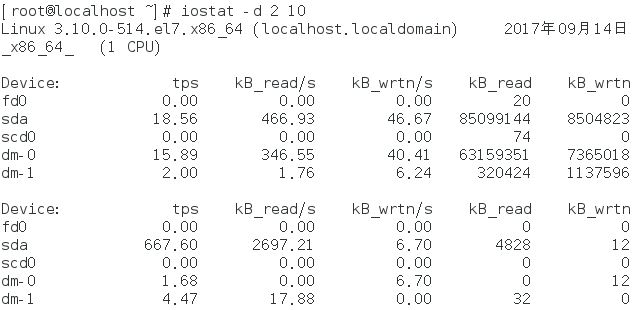 [root@localhost ~]# iostat -d 2 10
Linux 3.10.0-514.el7.x86_64 (localhost.localdomain) 2017年09月14日
_x86_64_ (1 CPU)
Device: tps kB_read/s kB_wrtn/s kB_read kB_wrtn
fd0 0.00 0.00 0.00 20 0
sda 18.56 466.93 46.67 85099144 8504823
scd0 0.00 0.00 0.00 74 0
dm-0 15.89 346.55 40.41 63159351 7365018
dm-1 2.00 1.76 6.24 320424 1137596
Device: tps kB_read/s kB_wrtn/s kB_read kB_wrtn
fd0 0.00 0.00 0.00 0 0
sda 667.60 2697.21 6.70 4828 12
scd0 0.00 0.00 0.00 0 0
dm-0 1.68 0.00 6.70 0 12
dm-1 4.47 17.88 0.00 32 0